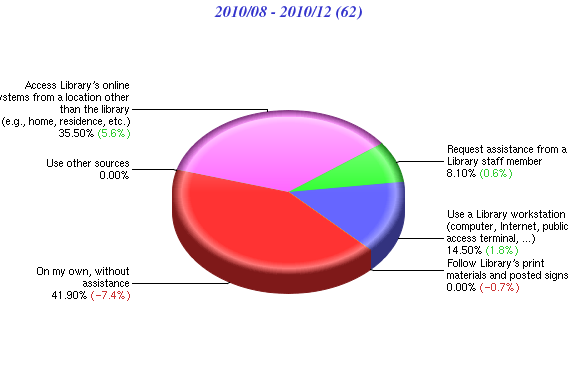 2010/08 - 2010/12 (62)
Access Library's online
ystems from a location other
than the library
(e.g., home, residence, etc.)
35.50% (5.6%)
Use other sources
0.00%
On my own, without
assistance
41.90% (−7.4%)
Request assistance from a
Library staff member
8.10% (0.6%)
Use a Library workstation
(computer, Internet, public
access terminal, ...)
14.50% (1.8%)
Follow Library's print
materials and posted signs
0.00% (−0.7%)